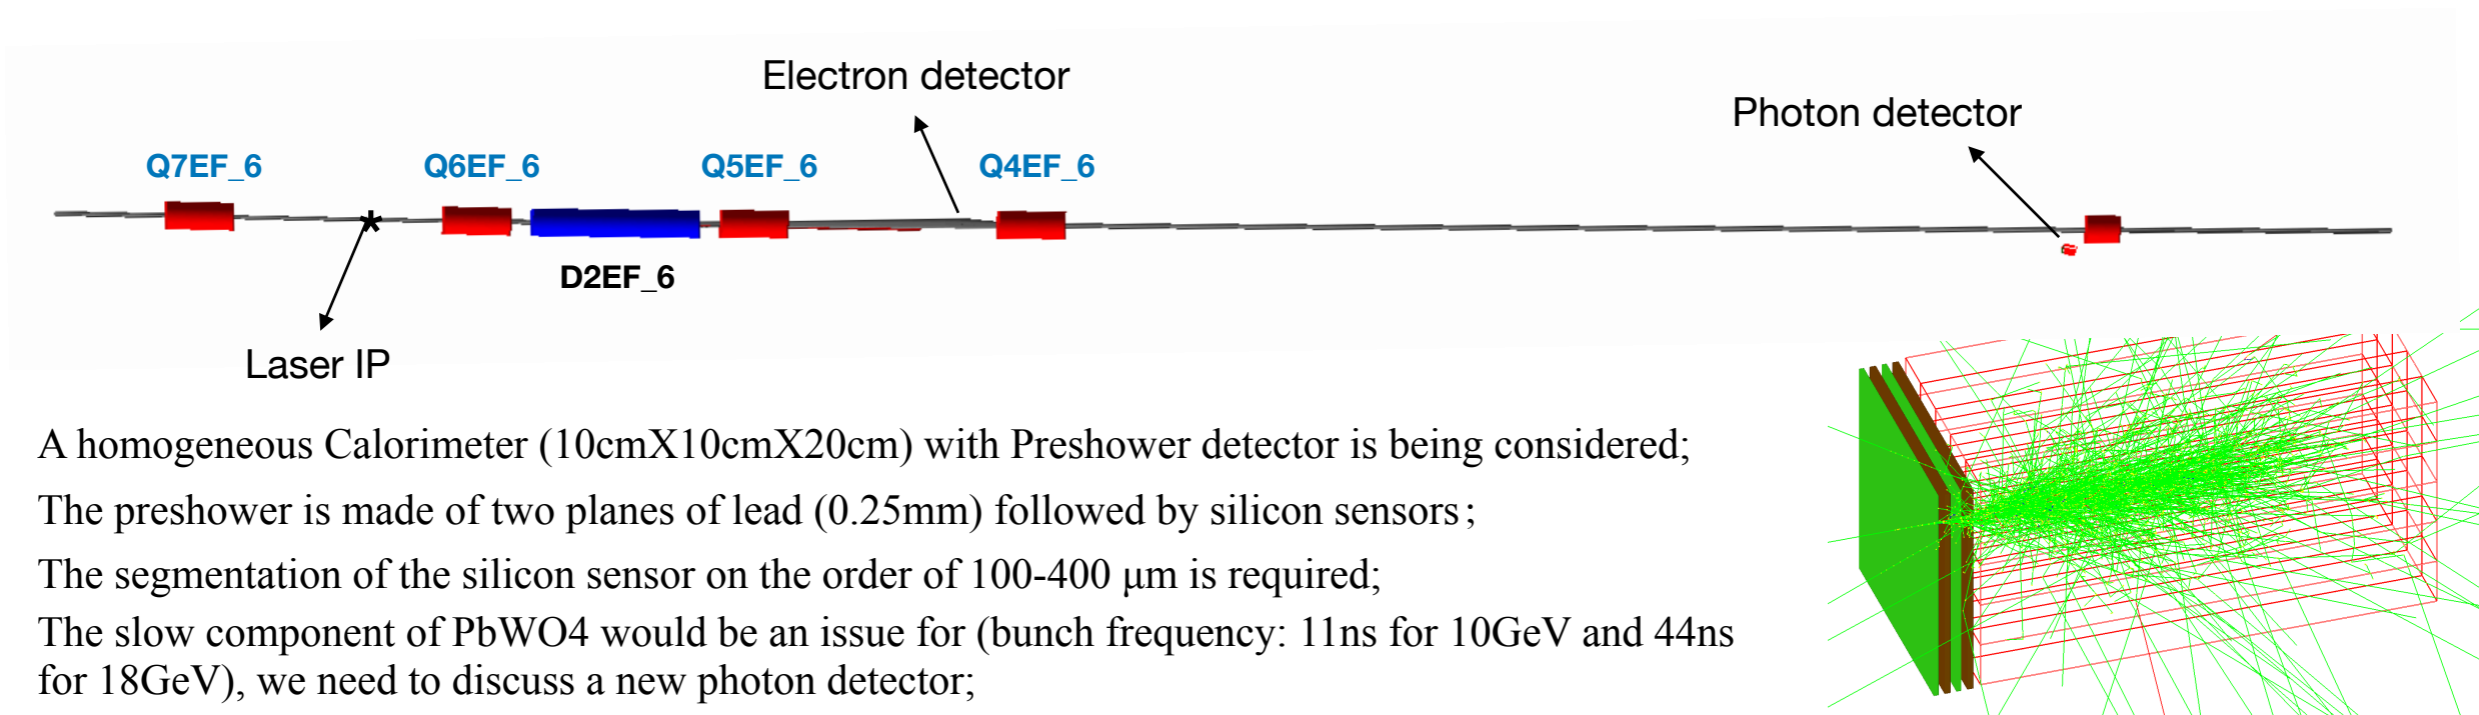 Electron detector
Photon detector
Q7EF_6
Q6EF_6
Q5EF_6
Q4EF_6
*
D2EF_6
Laser IP
A homogeneous Calorimeter (10cmX10cmX20cm) with Preshower detector is being considered;
The preshower is made of two planes of lead (0.25mm) followed by silicon sensors;
The segmentation of the silicon sensor on the order of 100-400 μm is required;
The slow component of PbWO4 would be an issue for (bunch frequency: 11ns for 10GeV and 44ns
for 18GeV), we need to discuss a new photon detector;